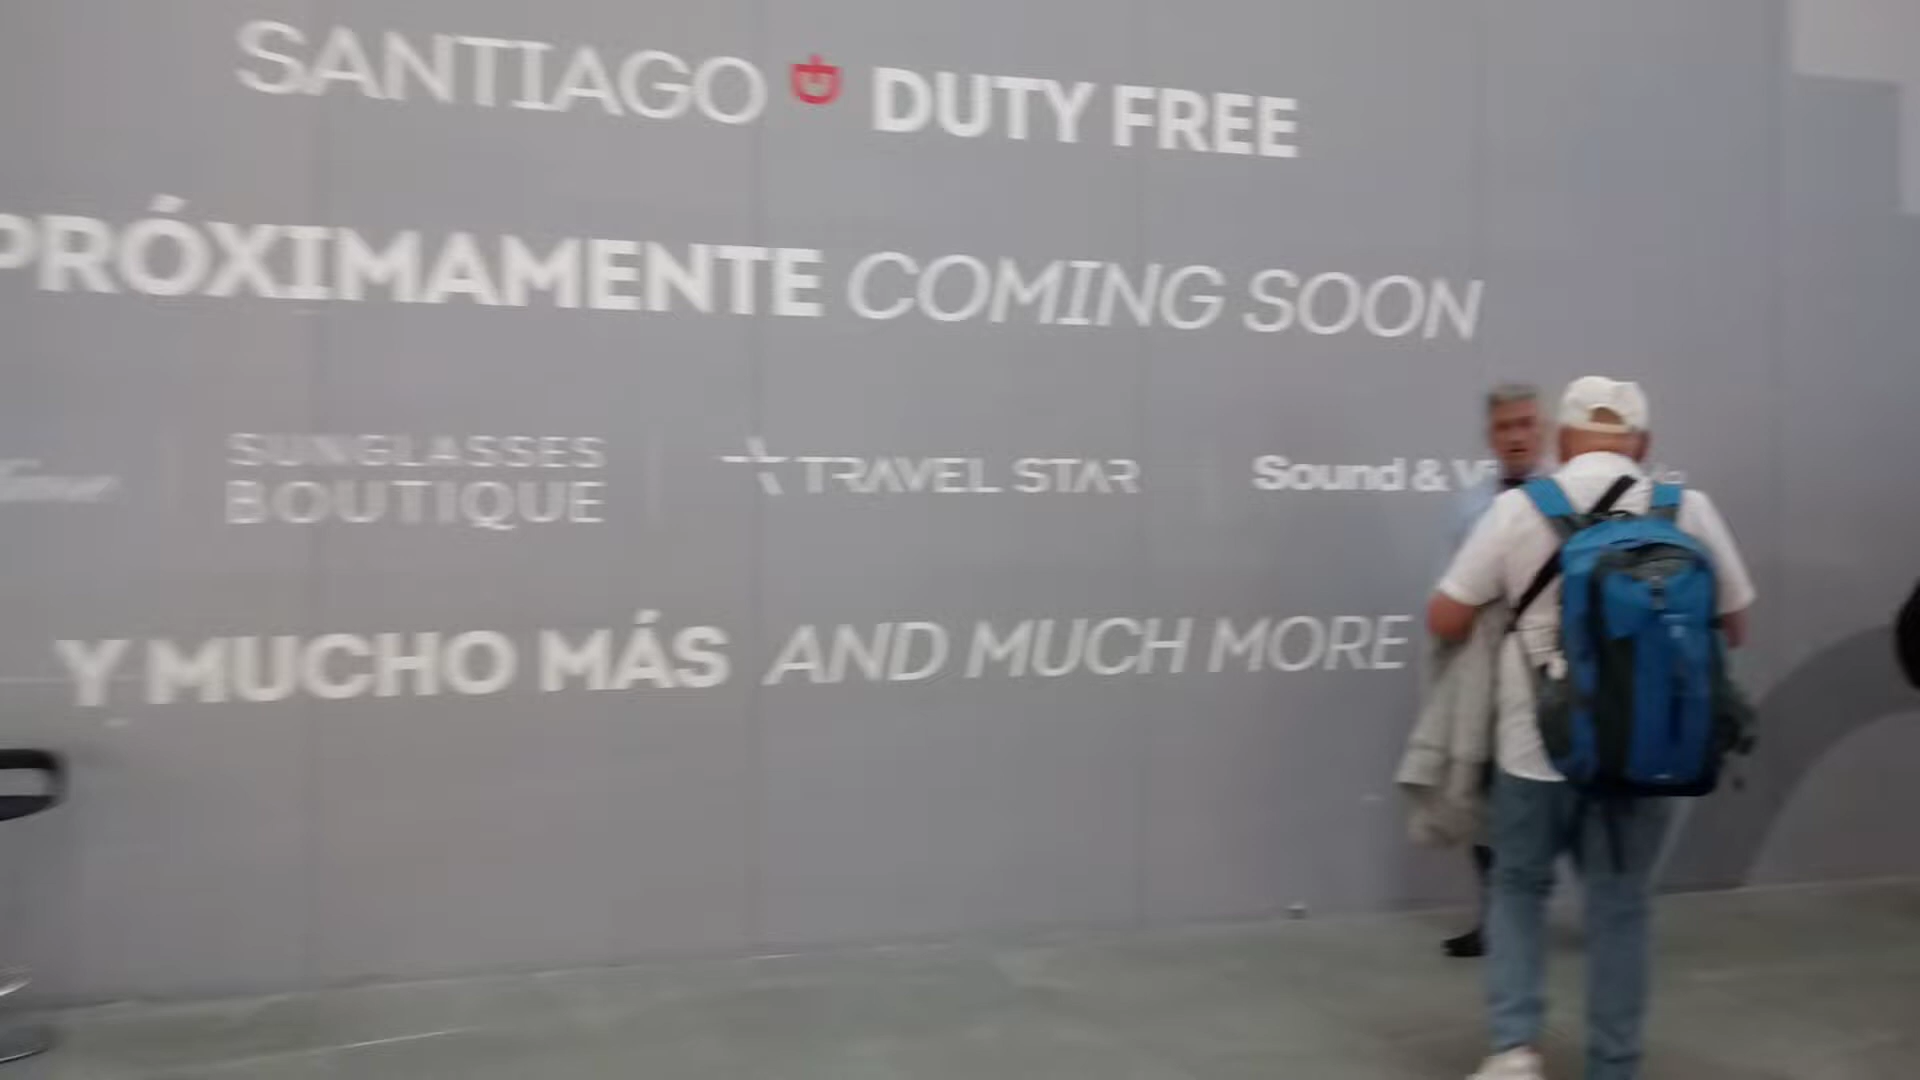 SANTIAGO DUTY FREE
PRÓXIMAMENTE COMING SOON
SUNGLASSES BOUTIQUE TRAVEL STAR Sound &
Y MUCHO MÁS AND MUCH MORE